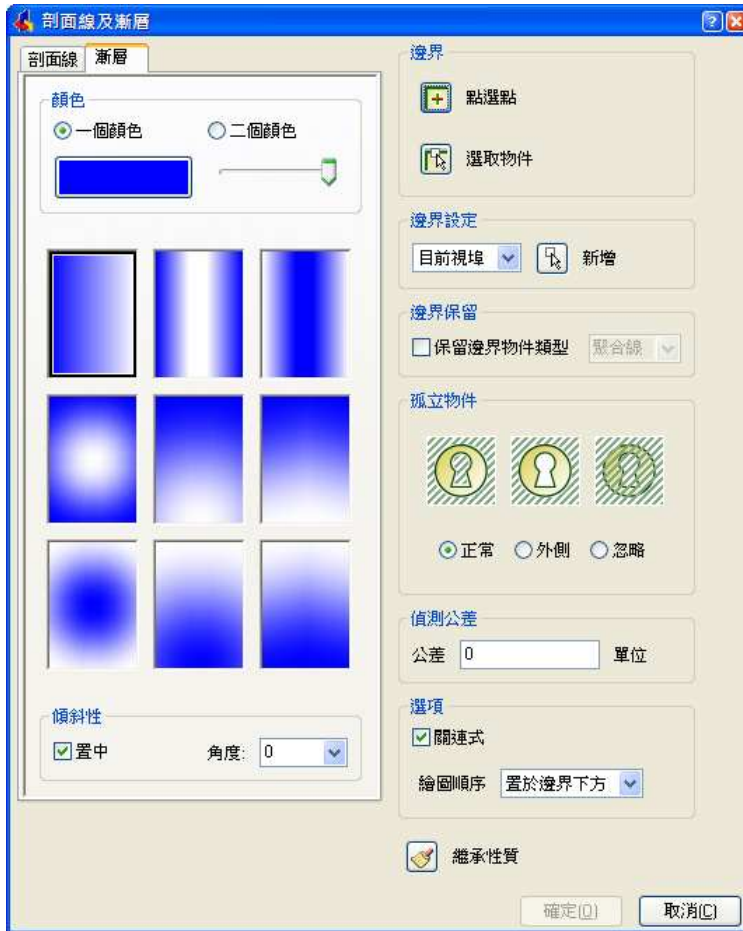 剖面線及漸層
剖面線 漸層
顏色
一個顏色 二個顏色
傾斜性
置中 角度: 0
邊界
點選點
選取物件
邊界設定
目前視埠 新增
邊界保留
保留邊界物件類型 聚合線
孤立物件
正常 外側 忽略
偵測公差
公差 0 單位
選項
關連式
繪圖順序 置於邊界下方
繼承性質
確定(O) 取消(C)